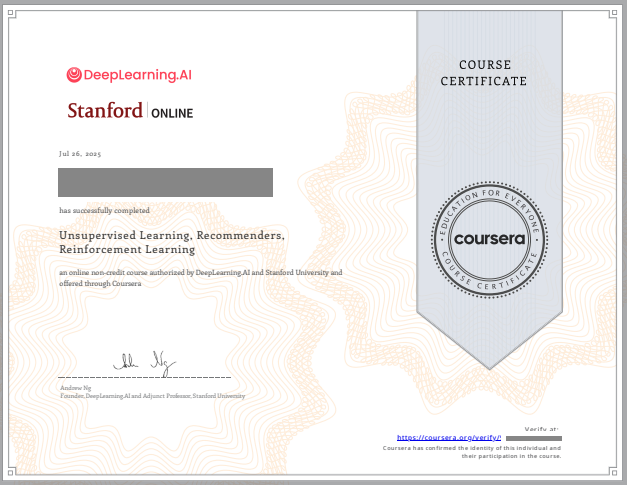 DeepLearning.AI
Stanford | ONLINE
Jul 26, 2025
has successfully completed
Unsupervised Learning, Recommenders,
Reinforcement Learning
an online non-credit course authorized by DeepLearning.AI and Stanford University and
offered through Coursera
Andrew Ng
Founder, DeepLearning.AI and Adjunct Professor, Stanford University
COURSE
CERTIFICATE
EDUCATION FOR EVERYONE
coursera
COURSE CERTIFICATE
Verify at:
https://coursera.org/verify/
Coursera has confirmed the identity of this individual and
their participation in the course.